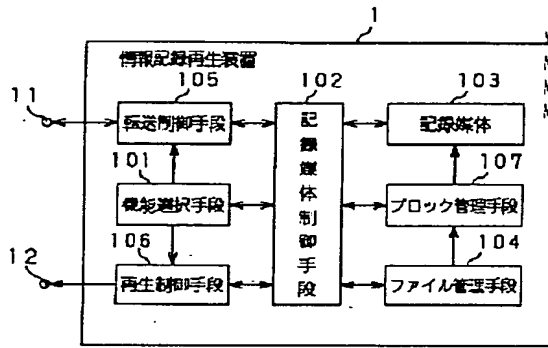 1
情報記録再生装置
105
102
103
11
転送制御手段
記録媒体制御手段
記録媒体
101
107
機能選択手段
ブロック管理手段
106
104
12
再生制御手段
ファイル管理手段